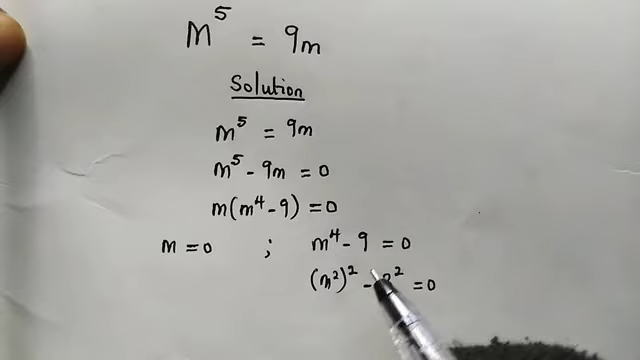 m⁵ = 9m
Solution
m⁵ = 9m
m⁵ - 9m = 0
m(m⁴ - 9) = 0
m = 0 ; m⁴ - 9 = 0
(m²)² - ² = 0